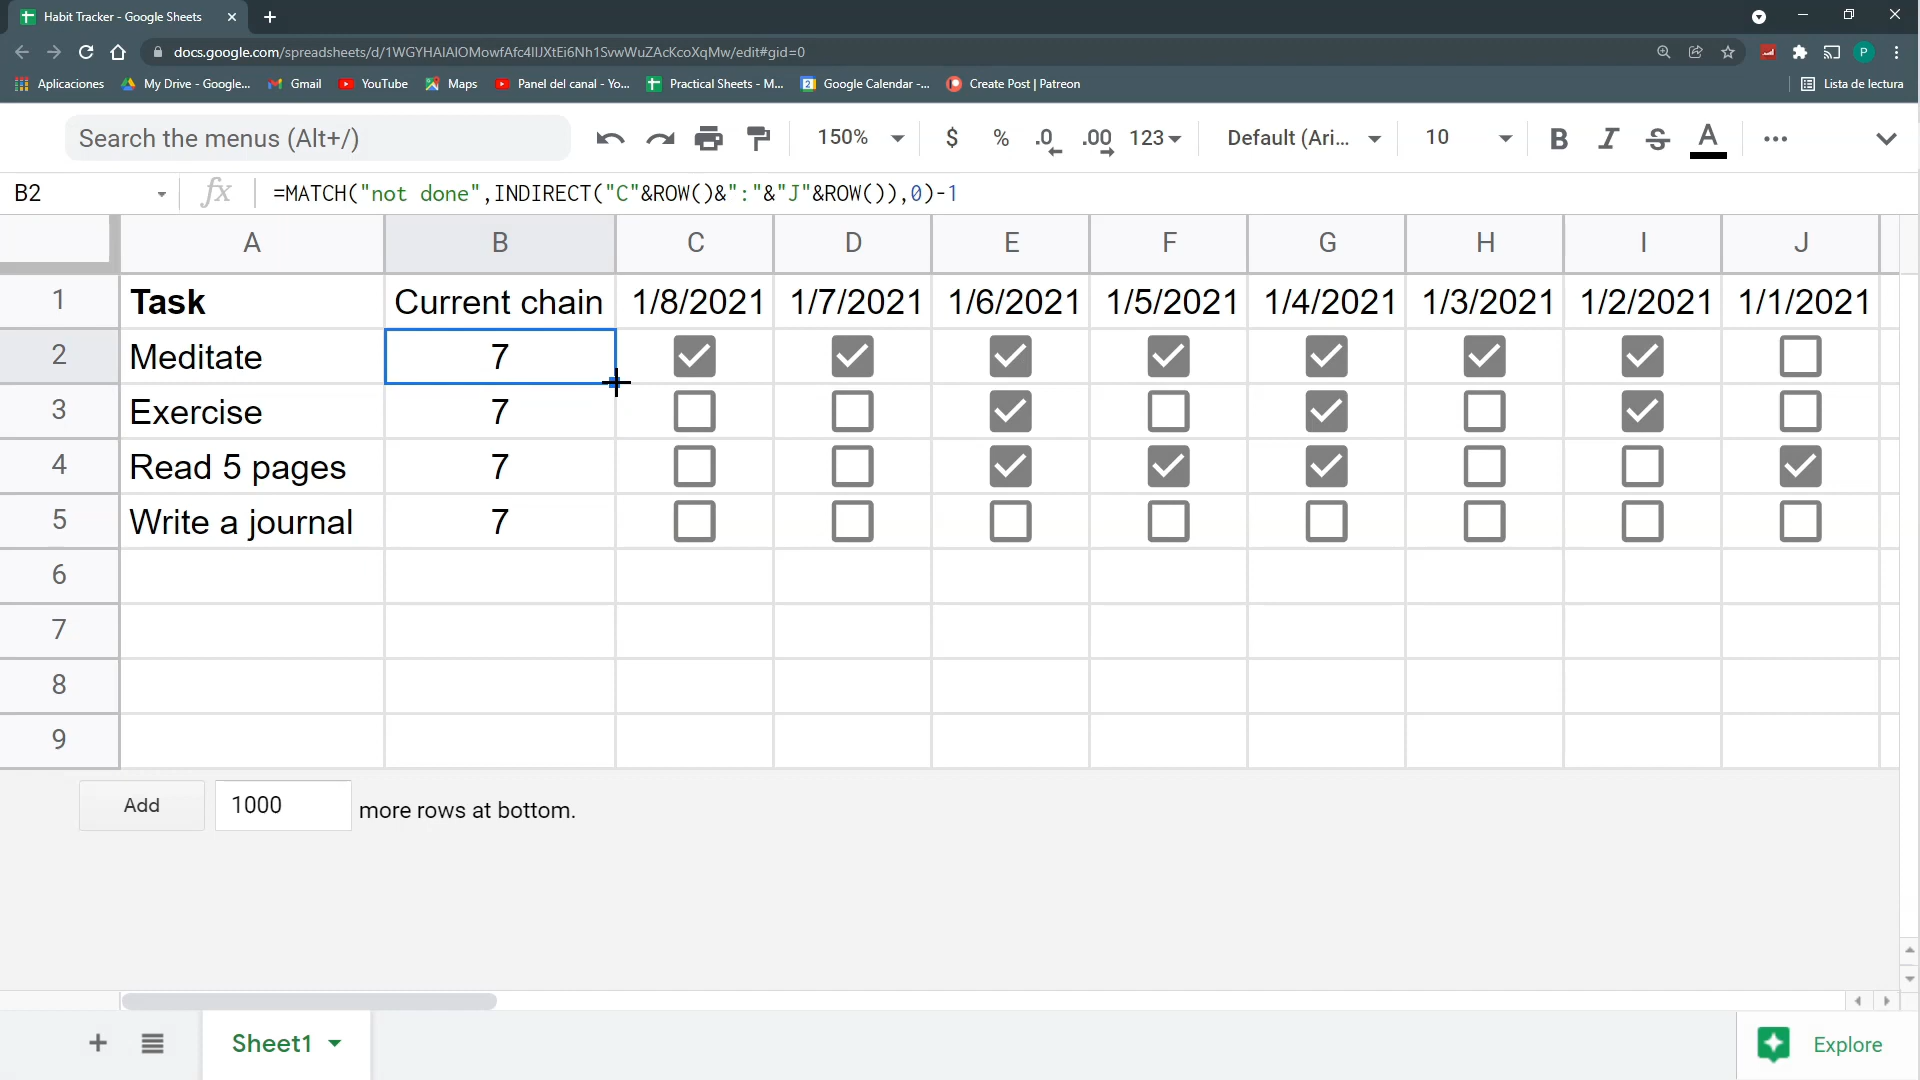 Habit Tracker - Google Sheets
docs.google.com/spreadsheets/d/1WGYHAIAIOMowfAfc4IIJXtEi6Nh1SvwWuZAcKcoXqMw/edit#gid=0
Aplicaciones My Drive - Google... Gmail YouTube Maps Panel del canal - Yo... Practical Sheets - M... Google Calendar -... Create Post | Patreon Lista de lectura
Search the menus (Alt+/) 150% $ % .0 .00 123 Default (Ari... 10 B I S A
B2 fx =MATCH("not done",INDIRECT("C"&ROW()&":"&"J"&ROW()),0)-1
A B C D E F G H I J
1 Task Current chain 1/8/2021 1/7/2021 1/6/2021 1/5/2021 1/4/2021 1/3/2021 1/2/2021 1/1/2021
2 Meditate 7
3 Exercise 7
4 Read 5 pages 7
5 Write a journal 7
6
7
8
9
Add 1000 more rows at bottom.
Sheet1 Explore